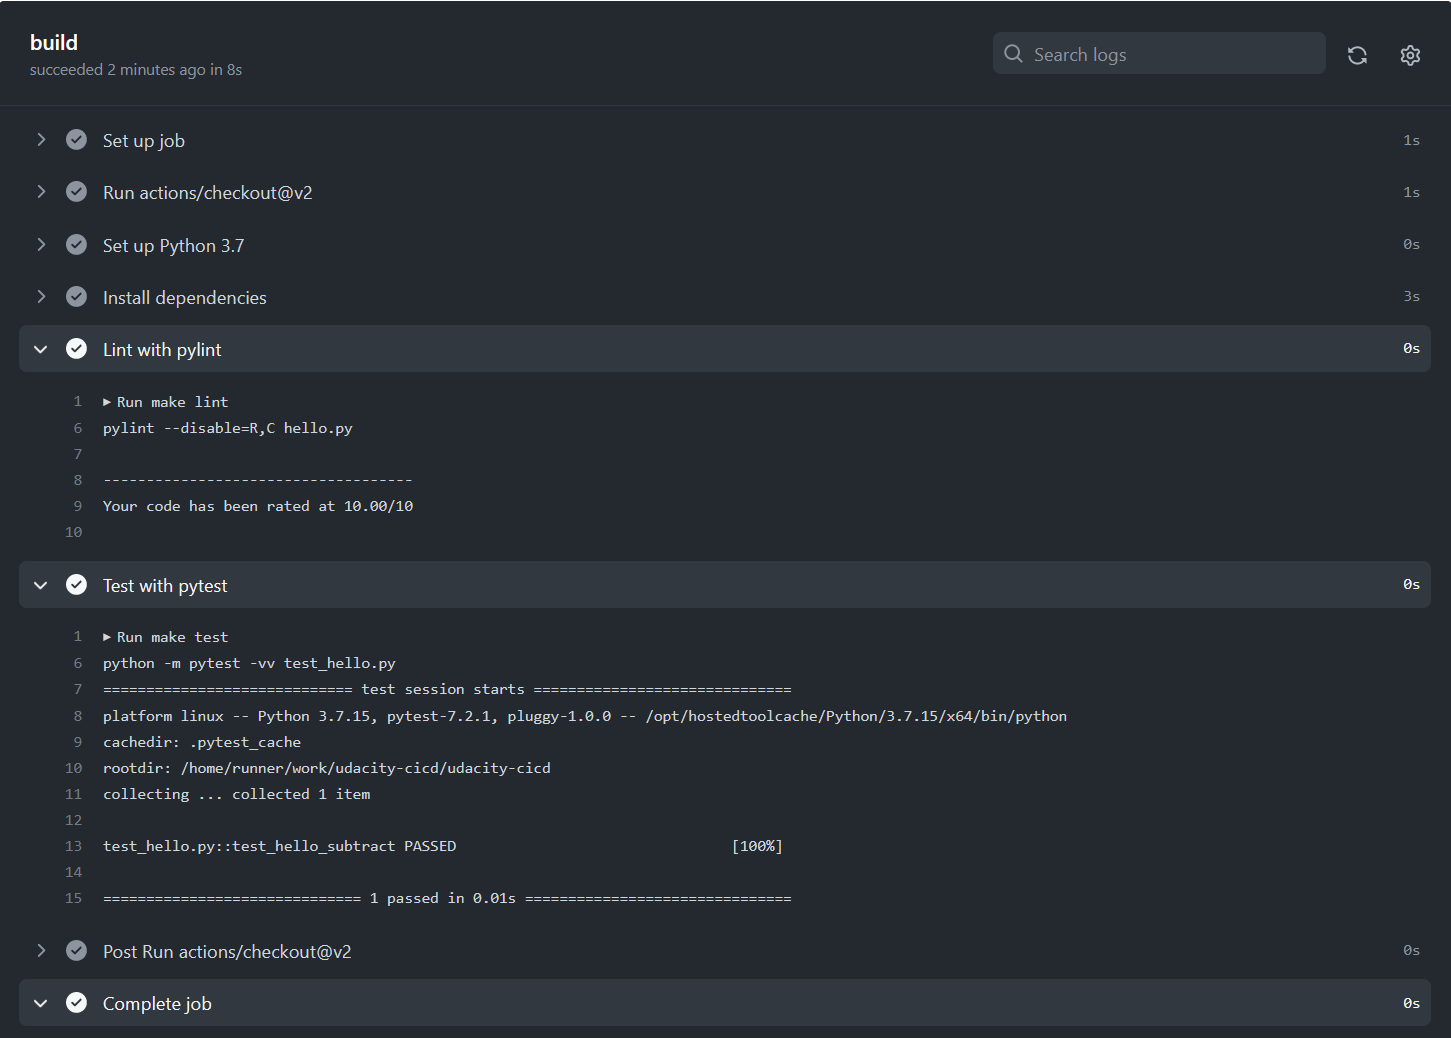 build
succeeded 2 minutes ago in 8s
Search logs
Set up job 1s
Run actions/checkout@v2 1s
Set up Python 3.7 0s
Install dependencies 3s
Lint with pylint 0s
1 Run make lint
6 pylint --disable=R,C hello.py
7
8 ------------------------------------
9 Your code has been rated at 10.00/10
10
Test with pytest 0s
1 Run make test
6 python -m pytest -vv test_hello.py
7 ============================= test session starts ==============================
8 platform linux -- Python 3.7.15, pytest-7.2.1, pluggy-1.0.0 -- /opt/hostedtoolcache/Python/3.7.15/x64/bin/python
9 cachedir: .pytest_cache
10 rootdir: /home/runner/work/udacity-cicd/udacity-cicd
11 collecting ... collected 1 item
12
13 test_hello.py::test_hello_subtract PASSED [100%]
14
15 ============================== 1 passed in 0.01s ===============================
Post Run actions/checkout@v2 0s
Complete job 0s